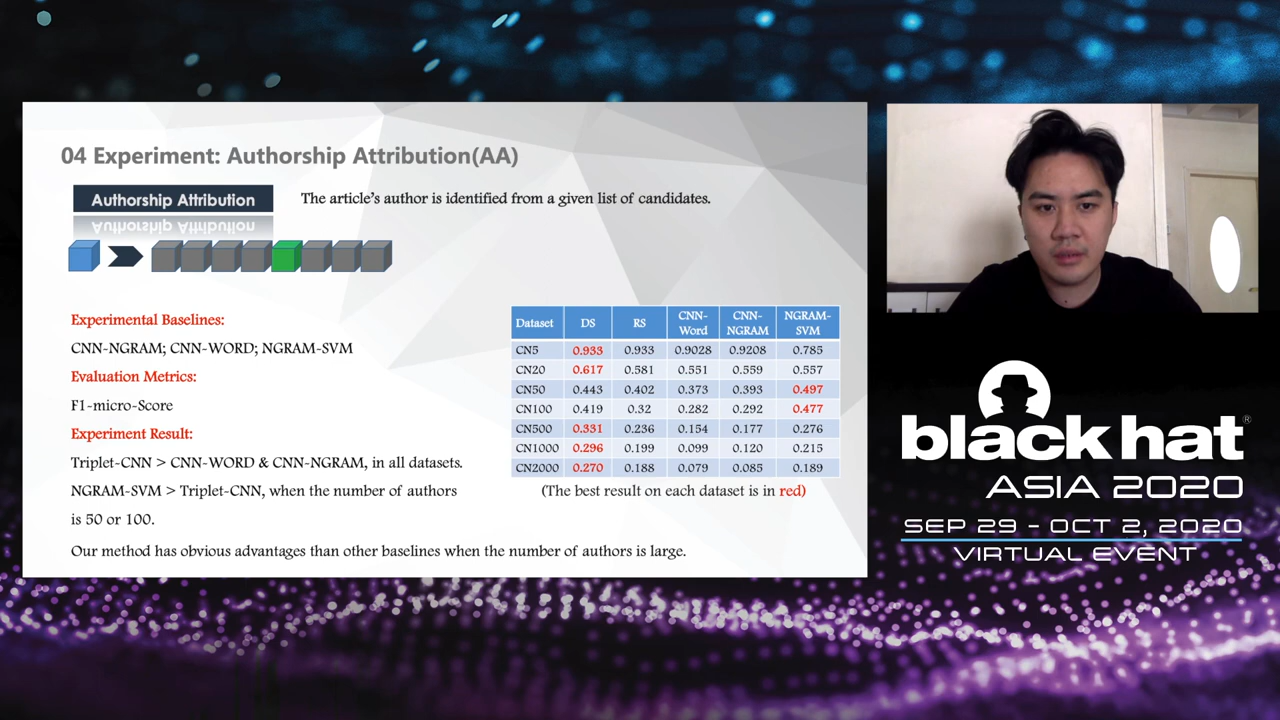 04 Experiment: Authorship Attribution(AA)
Authorship Attribution
The article's author is identified from a given list of candidates.
Experimental Baselines:
CNN-NGRAM; CNN-WORD; NGRAM-SVM
Evaluation Metrics:
F1-micro-Score
Experiment Result:
Triplet-CNN > CNN-WORD & CNN-NGRAM, in all datasets.
NGRAM-SVM > Triplet-CNN, when the number of authors
is 50 or 100.
Our method has obvious advantages than other baselines when the number of authors is large.
Dataset DS RS CNN-Word CNN-NGRAM NGRAM-SVM
CN5 0.933 0.933 0.9028 0.9208 0.785
CN20 0.617 0.581 0.551 0.559 0.557
CN50 0.443 0.402 0.373 0.393 0.497
CN100 0.419 0.32 0.282 0.292 0.477
CN500 0.331 0.236 0.154 0.177 0.276
CN1000 0.296 0.199 0.099 0.120 0.215
CN2000 0.270 0.188 0.079 0.085 0.189
(The best result on each dataset is in red)
black hat®
ASIA 2020
SEP 29 - OCT 2, 2020
VIRTUAL EVENT